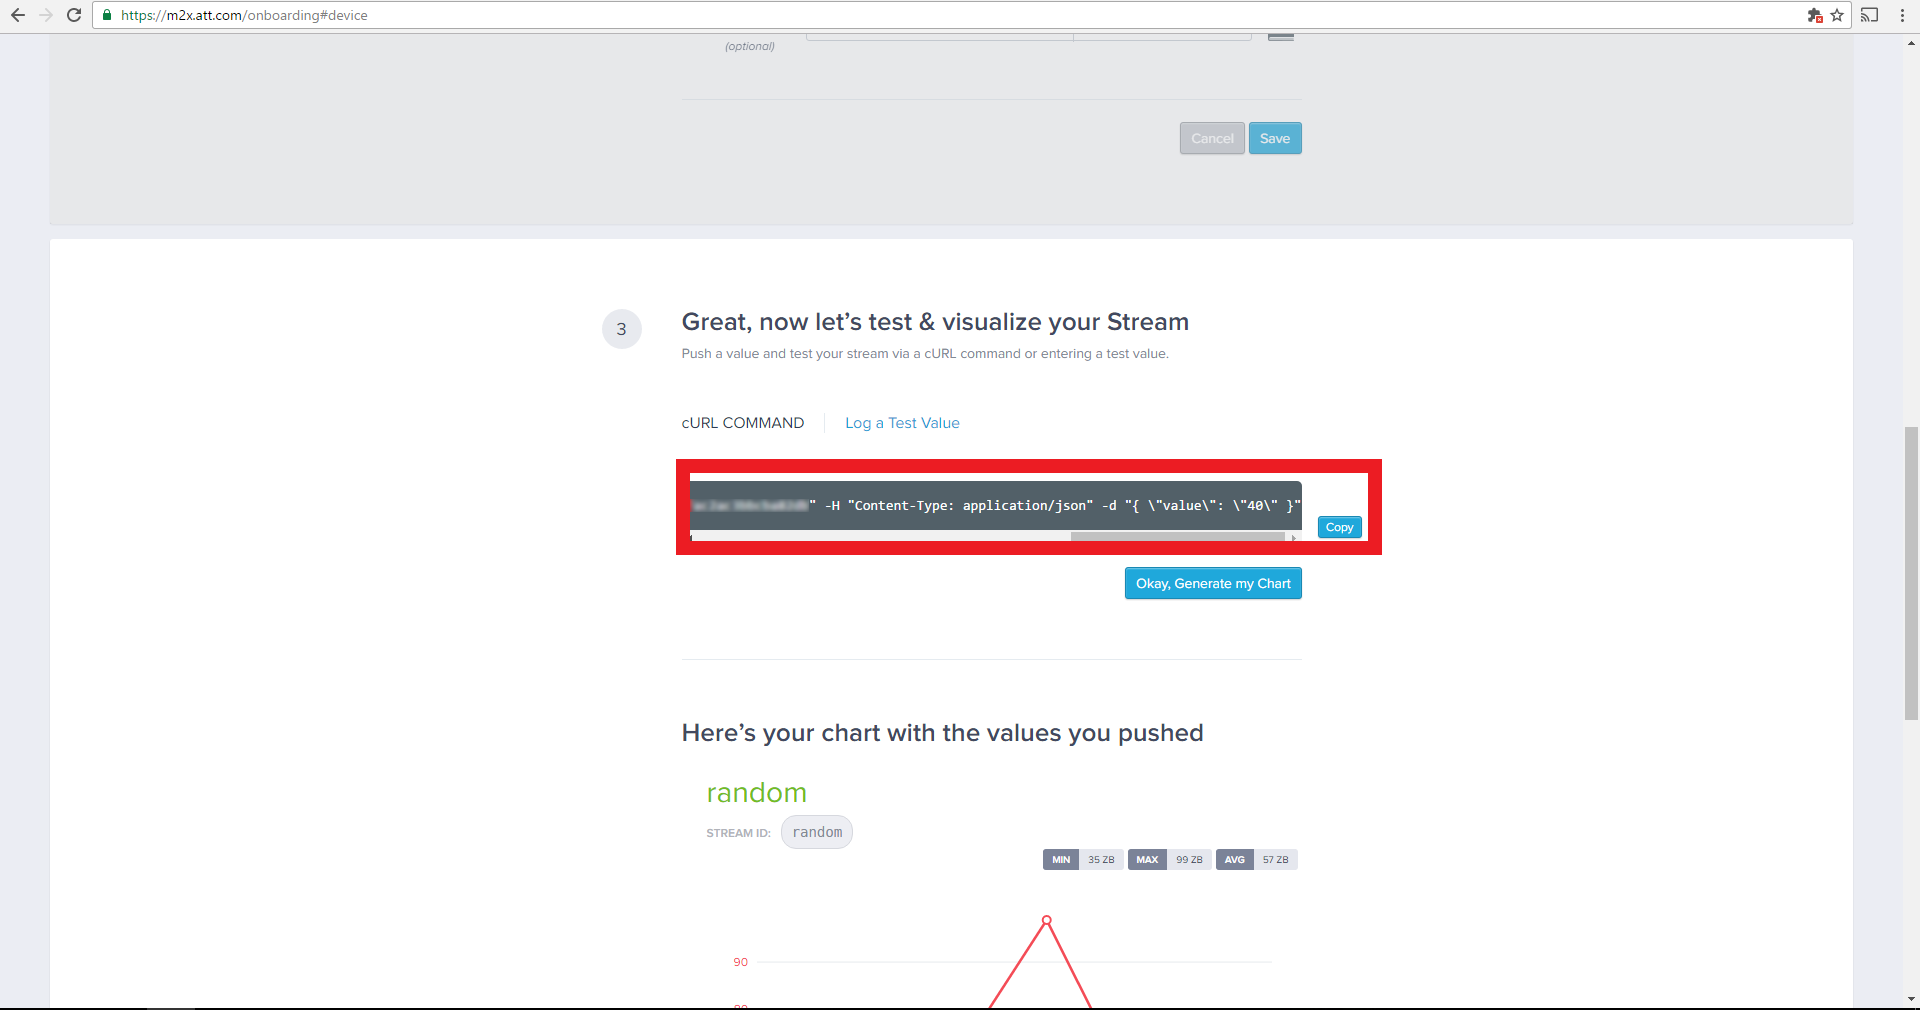 https://m2x.att.com/onboarding#device
(optional)
Cancel Save
3
Great, now let's test & visualize your Stream
Push a value and test your stream via a cURL command or entering a test value.
cURL COMMAND Log a Test Value
" -H "Content-Type: application/json" -d "{ \"value\": \"40\" }"
Copy
Okay, Generate my Chart
Here's your chart with the values you pushed
random
STREAM ID: random
MIN 35 ZB MAX 99 ZB AVG 57 ZB
90